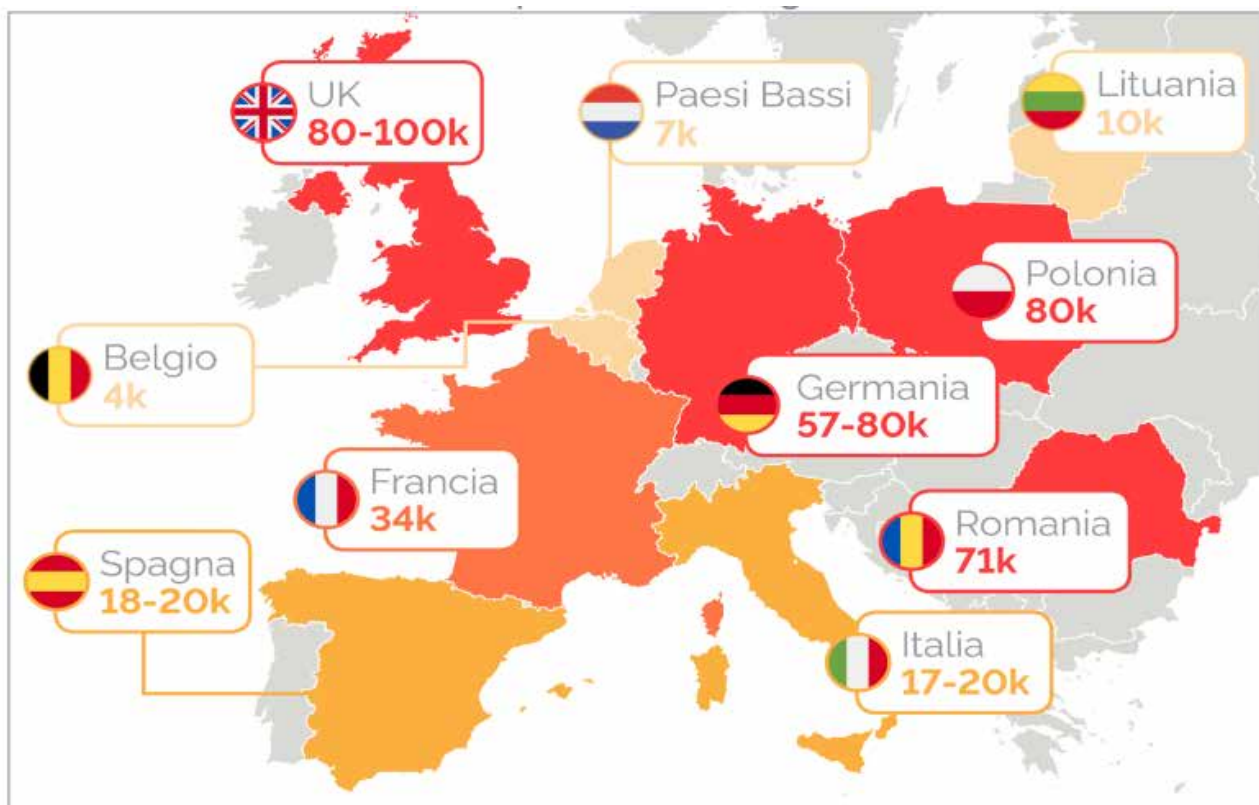 UK
80-100k
Paesi Bassi
7k
Lituania
10k
Polonia
80k
Belgio
4k
Germania
57-80k
Francia
34k
Romania
71k
Spagna
18-20k
Italia
17-20k